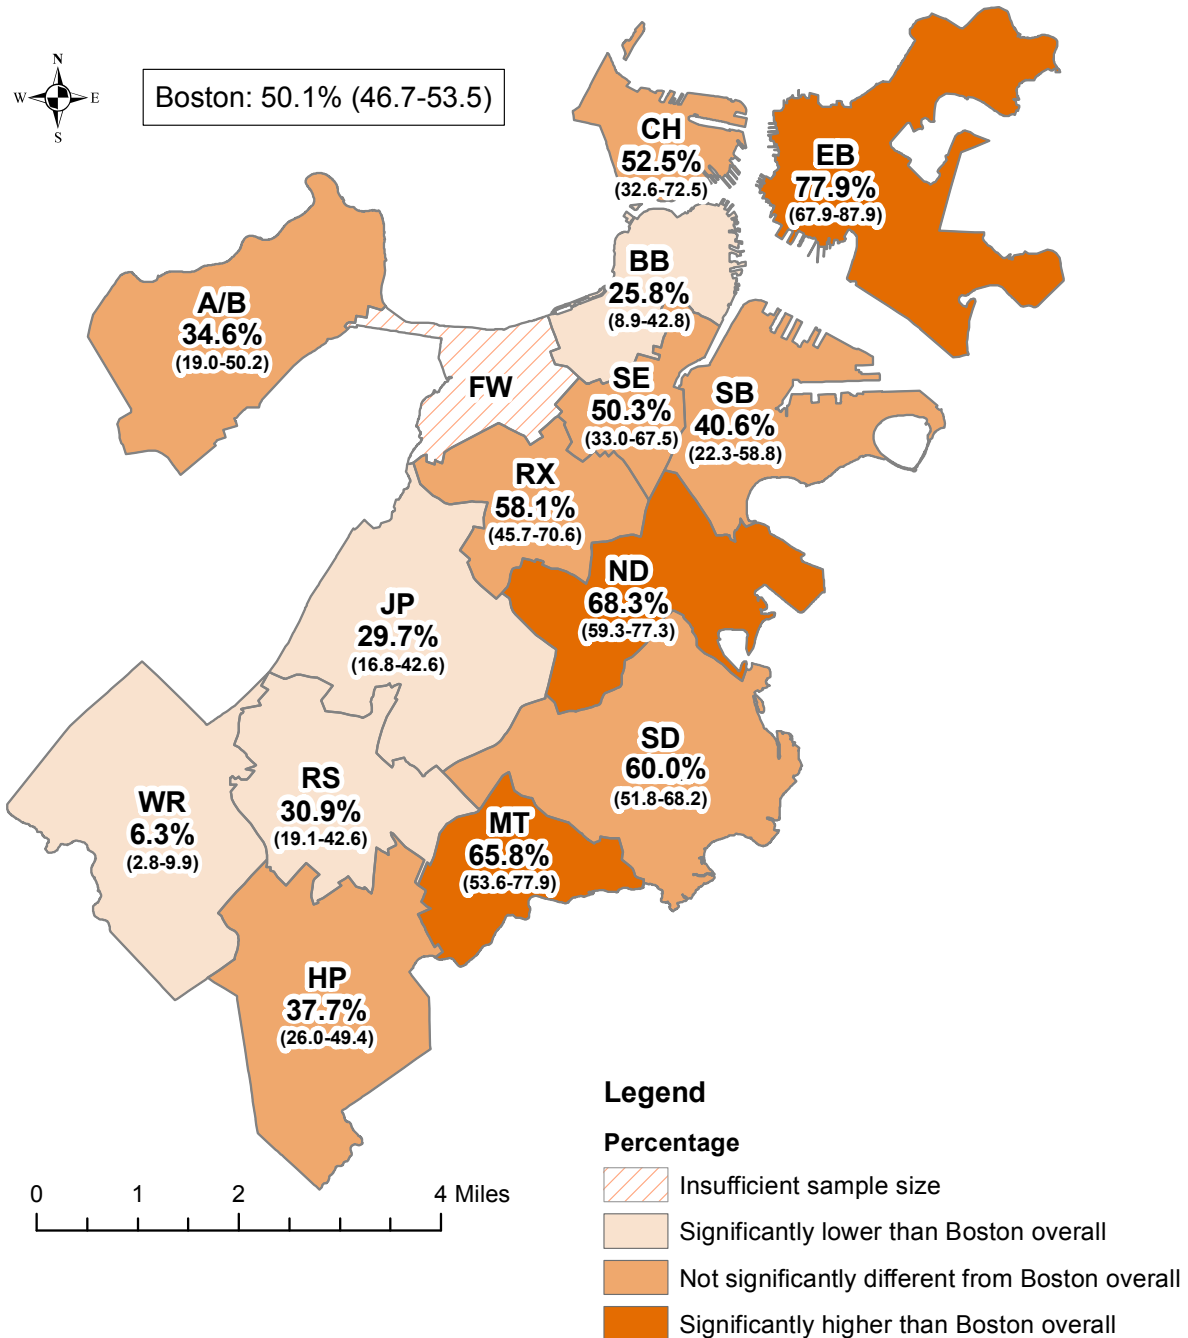 N
W E
S
Boston: 50.1% (46.7-53.5)
CH
52.5%
(32.6-72.5)
EB
77.9%
(67.9-87.9)
BB
25.8%
(8.9-42.8)
A/B
34.6%
(19.0-50.2)
FW
SE
50.3%
(33.0-67.5)
SB
40.6%
(22.3-58.8)
RX
58.1%
(45.7-70.6)
ND
68.3%
(59.3-77.3)
JP
29.7%
(16.8-42.6)
SD
60.0%
(51.8-68.2)
RS
30.9%
(19.1-42.6)
WR
6.3%
(2.8-9.9)
MT
65.8%
(53.6-77.9)
HP
37.7%
(26.0-49.4)
0 1 2 4 Miles
Legend
Percentage
Insufficient sample size
Significantly lower than Boston overall
Not significantly different from Boston overall
Significantly higher than Boston overall